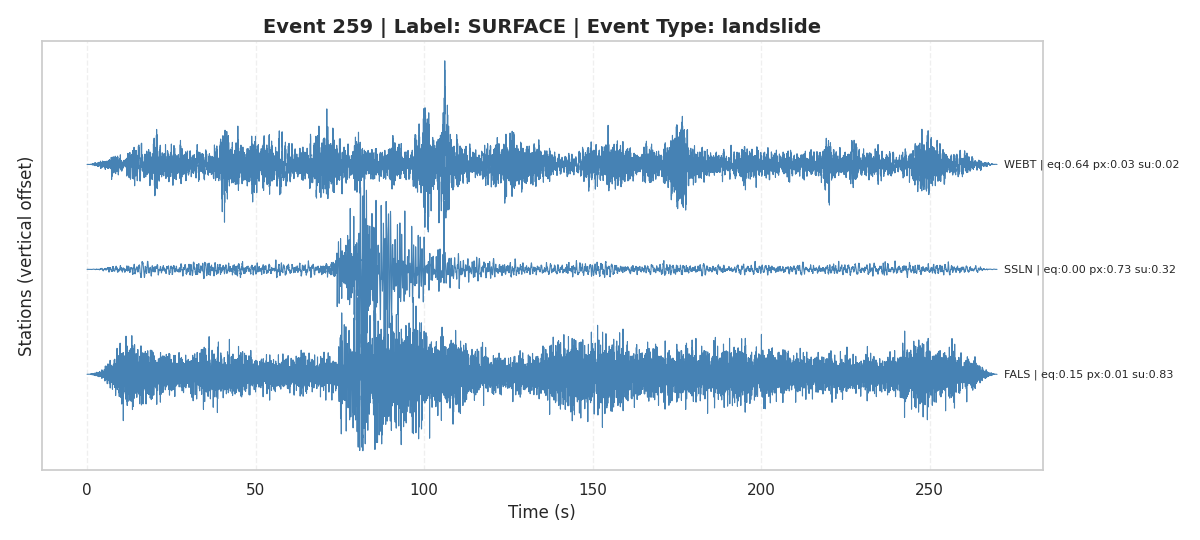 Event 259 | Label: SURFACE | Event Type: landslide
Stations (vertical offset)
WEBT | eq:0.64 px:0.03 su:0.02
SSLN | eq:0.00 px:0.73 su:0.32
FALS | eq:0.15 px:0.01 su:0.83
0 50 100 150 200 250
Time (s)